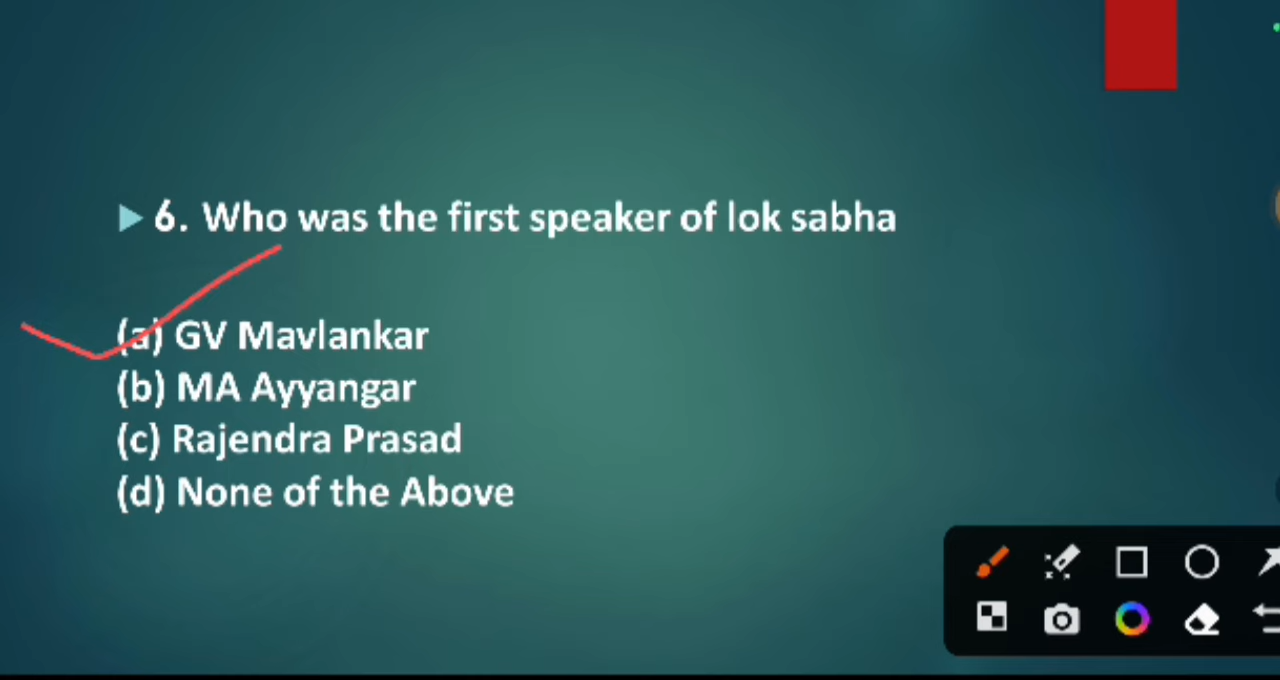 6. Who was the first speaker of lok sabha
(a) GV Mavlankar
(b) MA Ayyangar
(c) Rajendra Prasad
(d) None of the Above